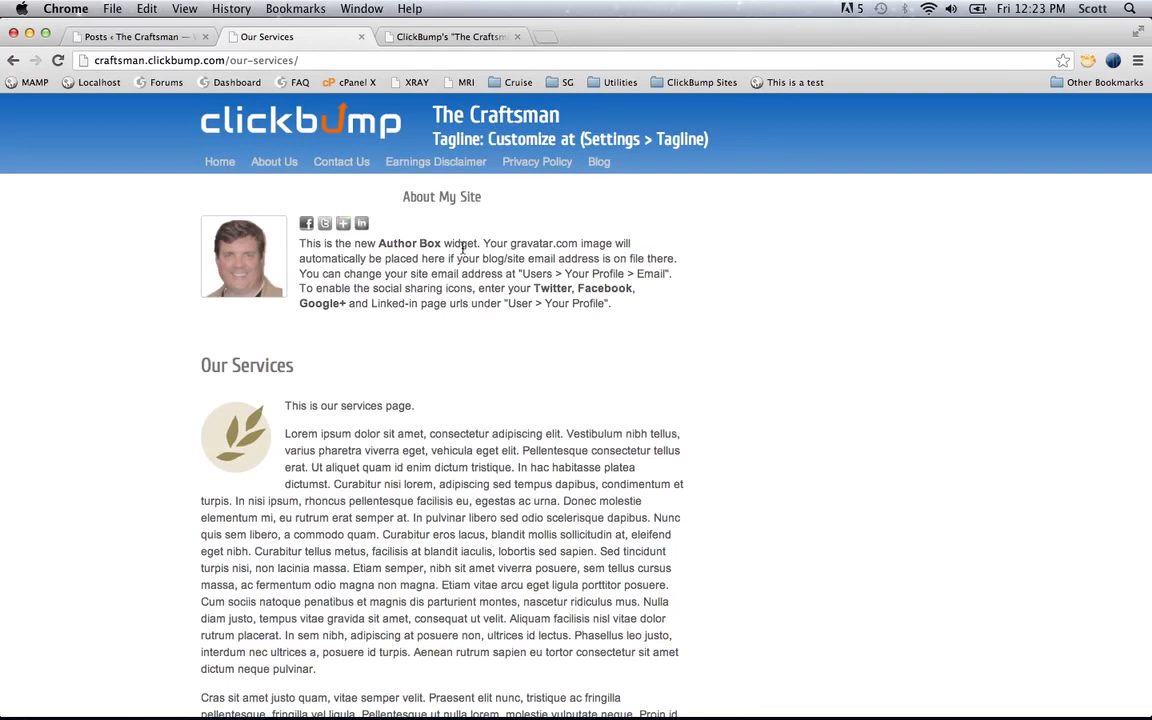 Chrome File Edit View History Bookmarks Window Help
5 Fri 12:23 PM Scott
Posts ‹ The Craftsman —
Our Services
ClickBump's "The Craftsm
craftsman.clickbump.com/our-services/
MAMP Localhost Forums Dashboard FAQ cPanel X XRAY MRI Cruise SG Utilities ClickBump Sites This is a test Other Bookmarks
clickbump
The Craftsman
Tagline: Customize at (Settings > Tagline)
Home About Us Contact Us Earnings Disclaimer Privacy Policy Blog
About My Site
This is the new Author Box widget. Your gravatar.com image will
automatically be placed here if your blog/site email address is on file there.
You can change your site email address at "Users > Your Profile > Email".
To enable the social sharing icons, enter your Twitter, Facebook,
Google+ and Linked-in page urls under "User > Your Profile".
Our Services
This is our services page.
Lorem ipsum dolor sit amet, consectetur adipiscing elit. Vestibulum nibh tellus,
varius pharetra viverra eget, vehicula eget elit. Pellentesque consectetur tellus
erat. Ut aliquet quam id enim dictum tristique. In hac habitasse platea
dictumst. Curabitur nisi lorem, adipiscing sed tempus dapibus, condimentum et
turpis. In nisi ipsum, rhoncus pellentesque facilisis eu, egestas ac urna. Donec molestie
elementum mi, eu rutrum erat semper at. In pulvinar libero sed odio scelerisque dapibus. Nunc
quis sem libero, a commodo quam. Curabitur eros lacus, blandit mollis sollicitudin at, eleifend
eget nibh. Curabitur tellus metus, facilisis at blandit iaculis, lobortis sed sapien. Sed tincidunt
turpis nisi, non lacinia massa. Etiam semper, nibh sit amet viverra posuere, sem tellus cursus
massa, ac fermentum odio magna non magna. Etiam vitae arcu eget ligula porttitor posuere.
Cum sociis natoque penatibus et magnis dis parturient montes, nascetur ridiculus mus. Nulla
diam justo, tempus vitae gravida sit amet, consequat ut velit. Aliquam facilisis nisl vitae dolor
rutrum placerat. In sem nibh, adipiscing at posuere non, ultrices id lectus. Phasellus leo justo,
interdum nec ultrices a, posuere id turpis. Aenean rutrum sapien eu tortor consectetur sit amet
dictum neque pulvinar.
Cras sit amet justo quam, vitae semper velit. Praesent elit nunc, tristique ac fringilla
pellentesque, fringilla vel ligula. Pellentesque ut nulla lorem, molestie vulputate neque. Proin id